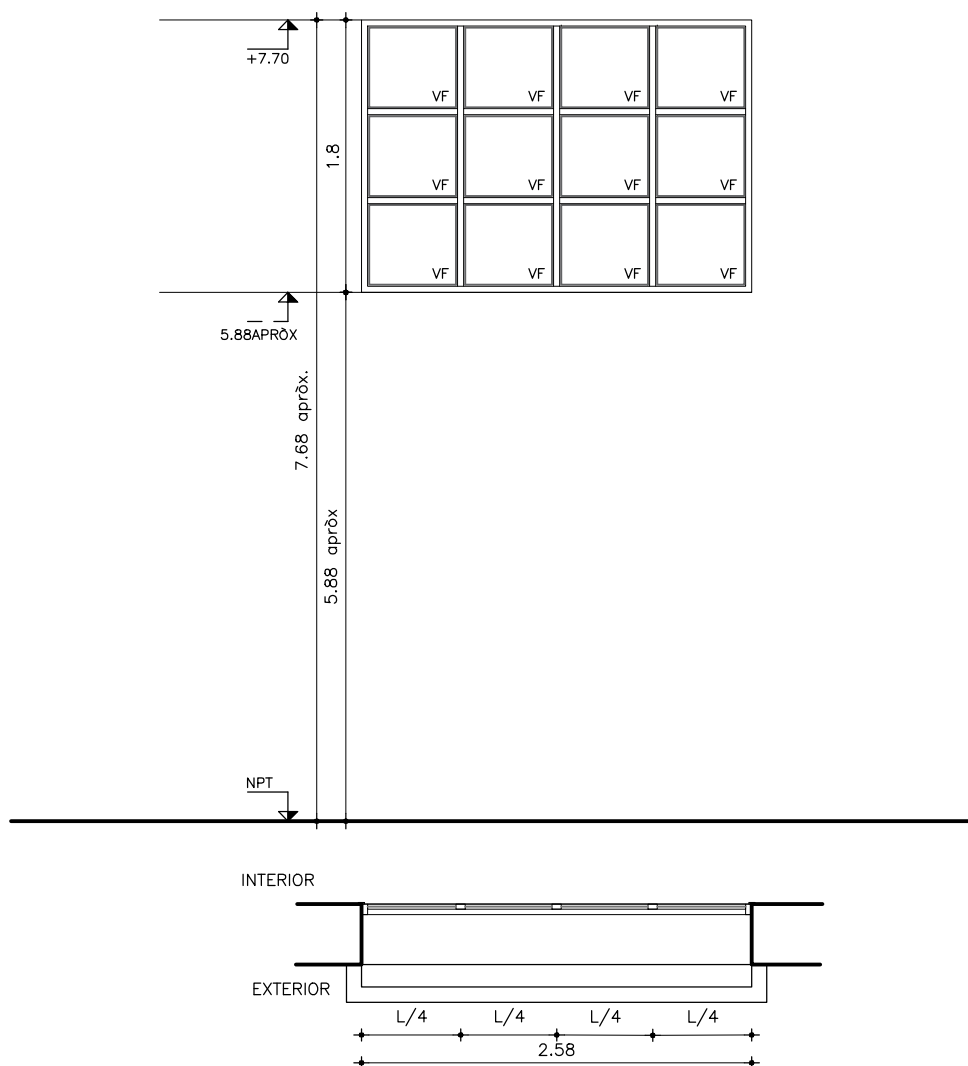 +7.70
VF VF VF VF
1.8
VF VF VF VF
VF VF VF VF
5.88APRÒX
7.68 apròx.
5.88 apròx
NPT
INTERIOR
EXTERIOR
L/4 L/4 L/4 L/4
2.58